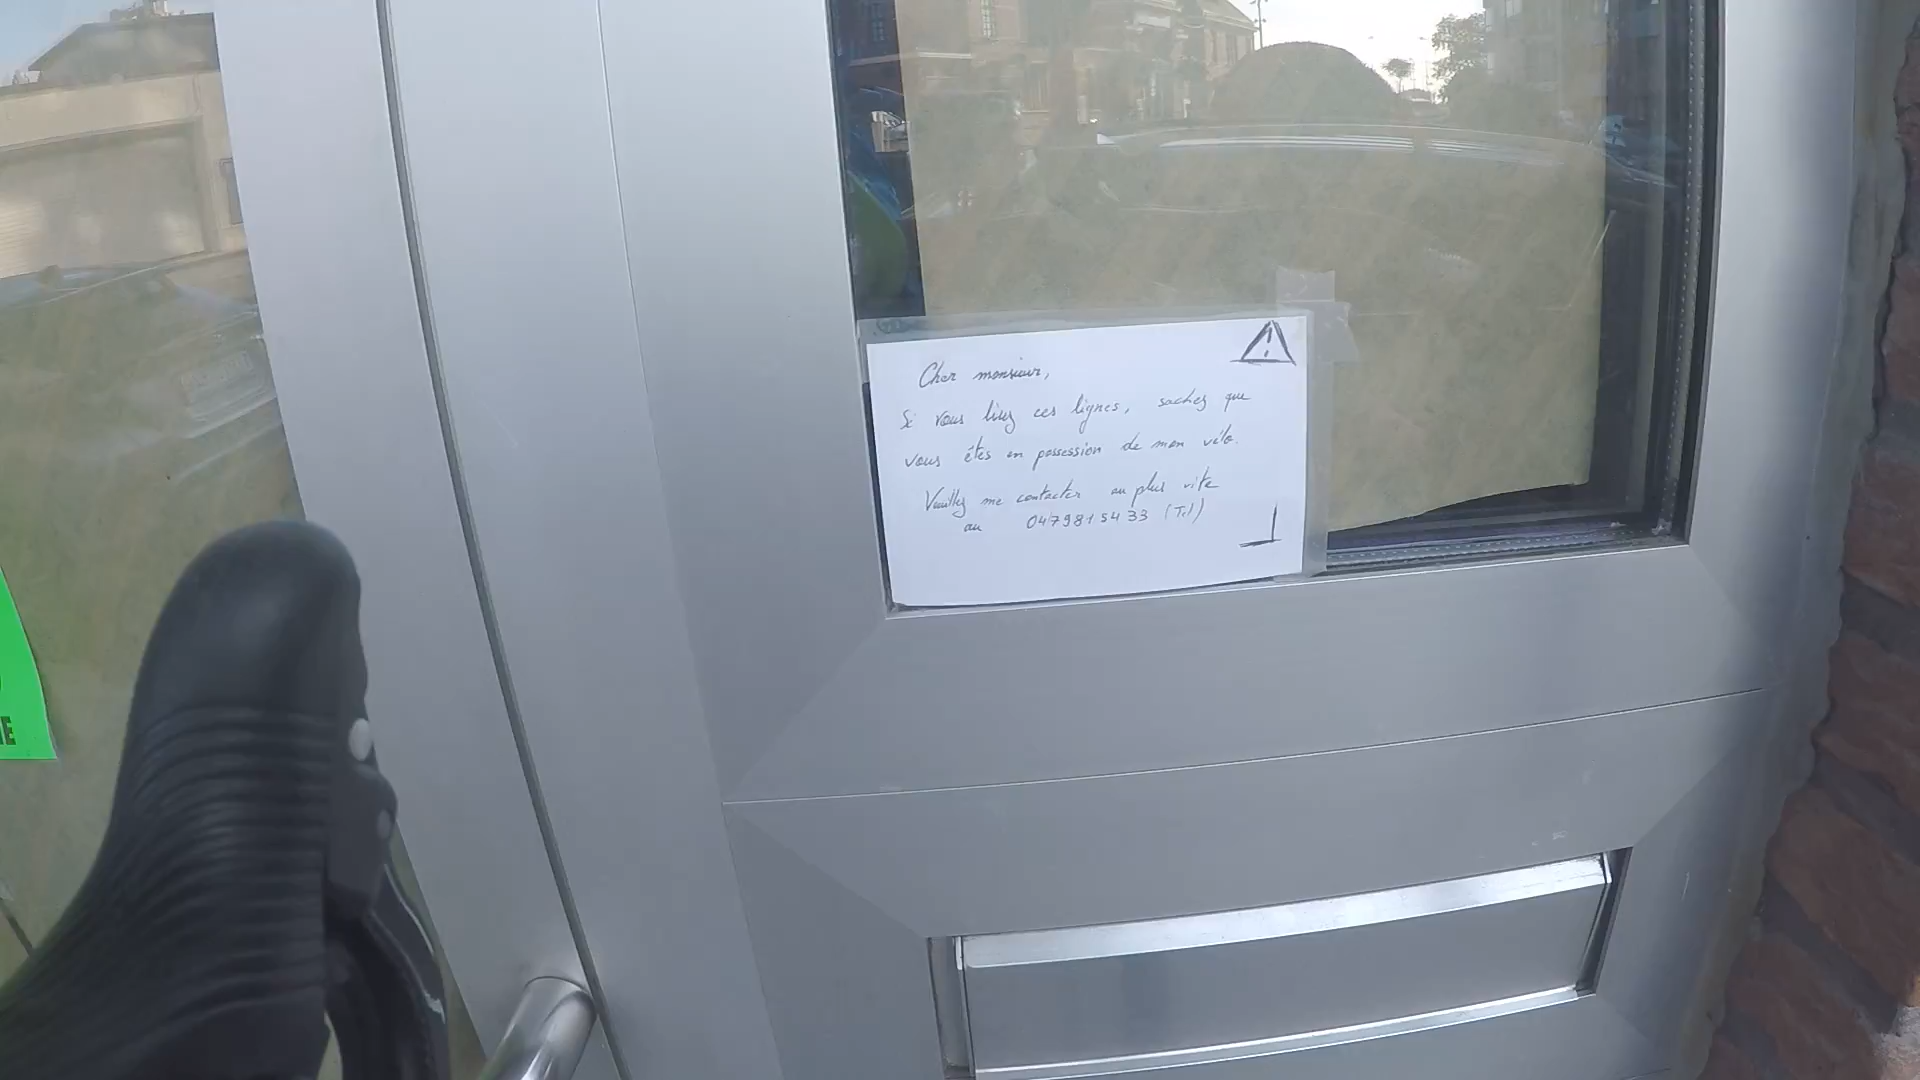 Cher monsieur,
Si vous lisez ces lignes, sachez que
vous êtes en possession de mon vélo.
Veuillez me contacter au plus vite
au 0479815433 (Tél)
E